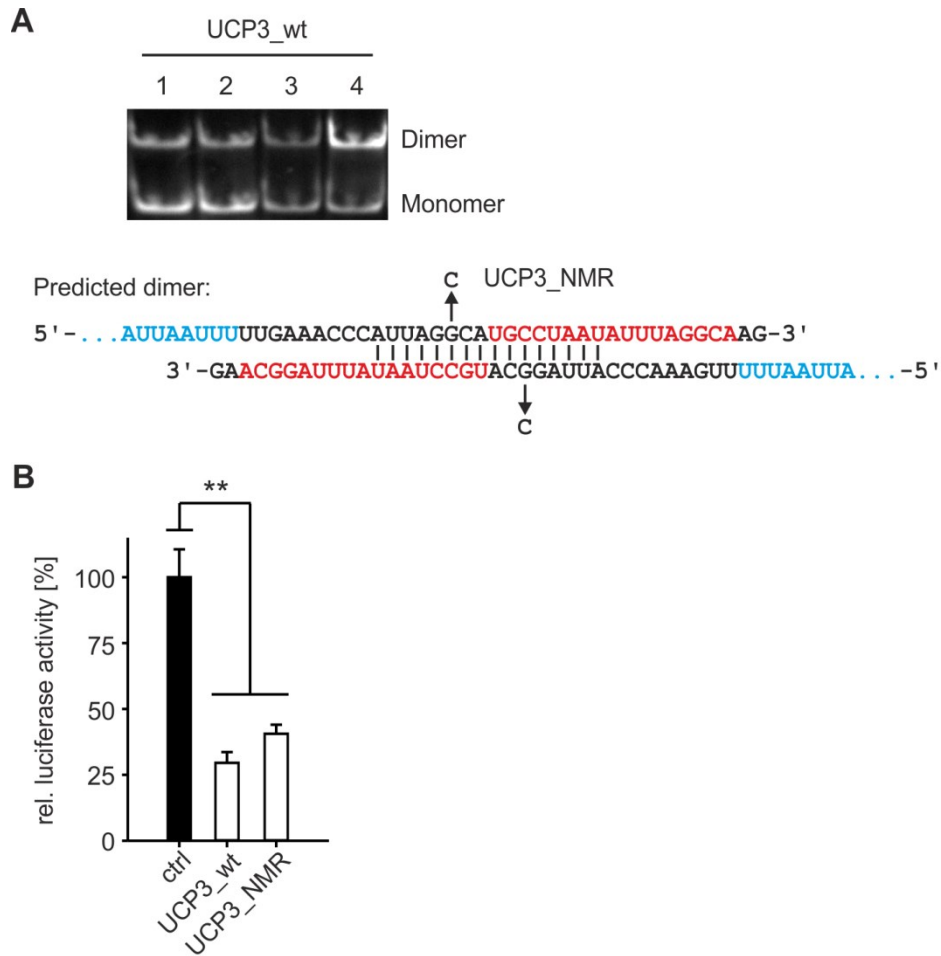 A
UCP3_wt
1 2 3 4
Dimer
Monomer
C UCP3_NMR
Predicted dimer:
5'-...AUUAAUUUUUGAAACCCAUUAGGCAUGCCUAAUAUUUAGGCAAG-3'
3'-GAACGGAUUUAUAAUCCGUACGGAUUACCCAAAGUUUUUAAUUA...-5'
C
B
**
rel. luciferase activity [%]
100
75
50
25
0
ctrl
UCP3_wt
UCP3_NMR